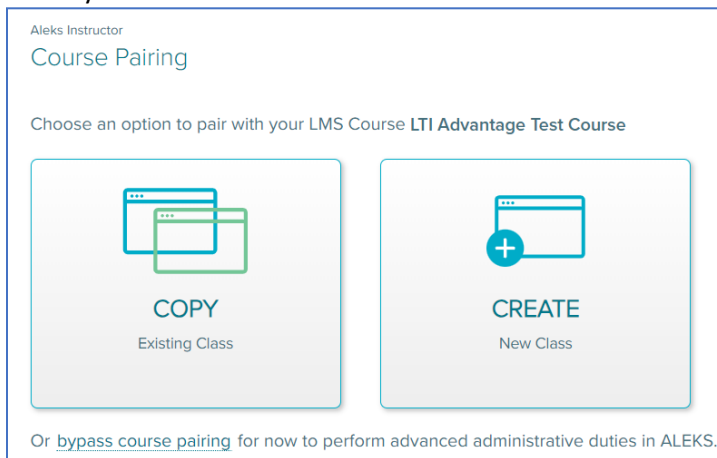 Aleks Instructor
Course Pairing
Choose an option to pair with your LMS Course LTI Advantage Test Course
COPY
Existing Class
CREATE
New Class
Or bypass course pairing for now to perform advanced administrative duties in ALEKS.